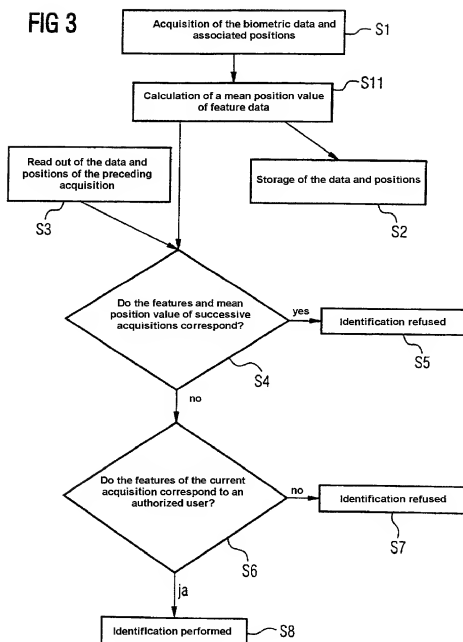 FIG 3
Acquisition of the biometric data and
associated positions
S1
Calculation of a mean position value
of feature data
S11
Read out of the data and
positions of the preceding
acquisition
S3
Storage of the data and positions
S2
Do the features and mean
position value of successive
acquisitions correspond?
S4
yes
Identification refused
S5
no
Do the features of the current
acquisition correspond to an
authorized user?
S6
no
Identification refused
S7
ja
Identification performed
S8